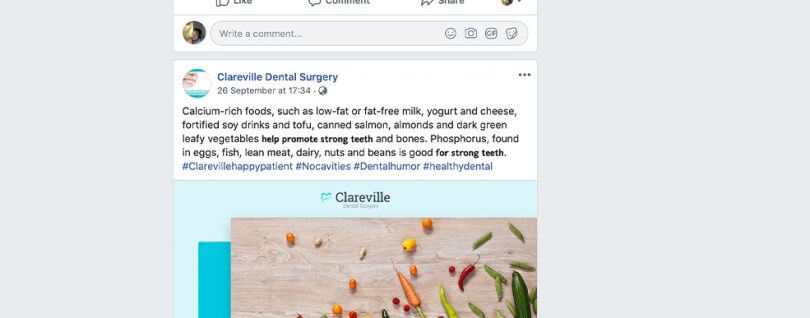 Like Comment Share
Write a comment...
GIF
Clareville Dental Surgery
26 September at 17:34 ·
Calcium-rich foods, such as low-fat or fat-free milk, yogurt and cheese,
fortified soy drinks and tofu, canned salmon, almonds and dark green
leafy vegetables help promote strong teeth and bones. Phosphorus, found
in eggs, fish, lean meat, dairy, nuts and beans is good for strong teeth.
#Clarevillehappypatient #Nocavities #Dentalhumor #healthydental
Clareville
Dental Surgery